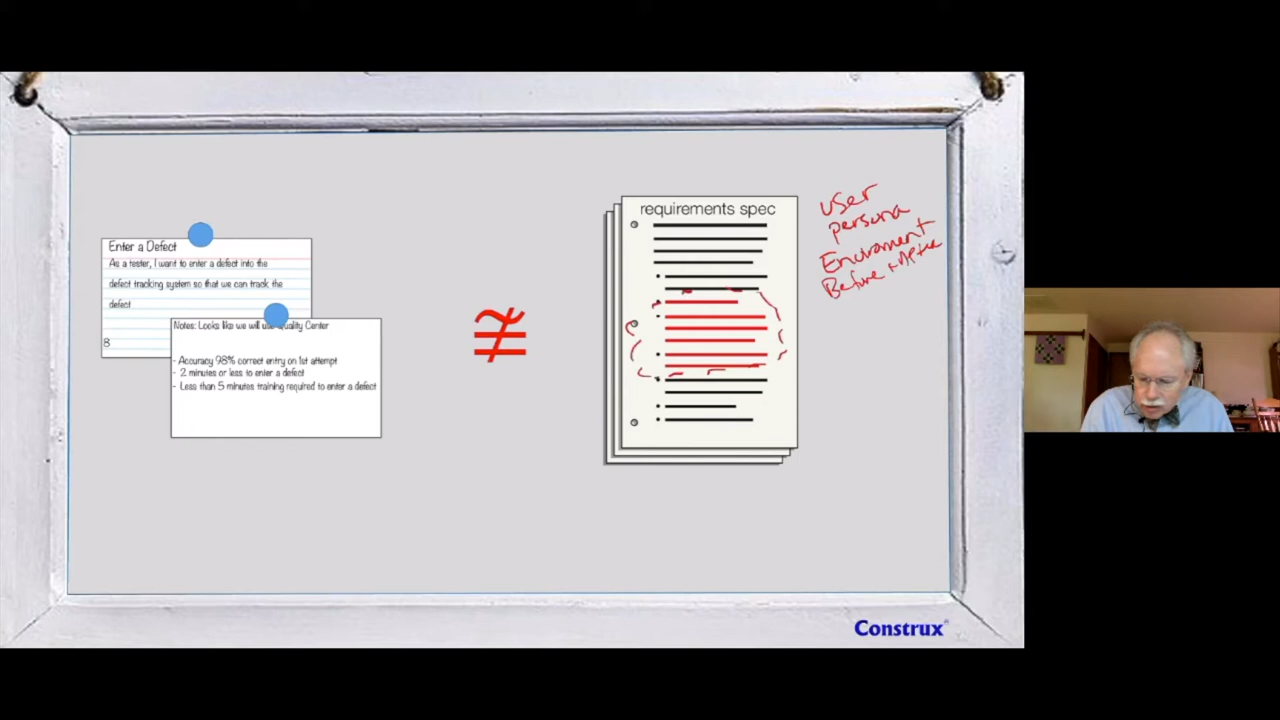 Enter a Defect
As a tester, I want to enter a defect into the
defect tracking system so that we can track the
defect
8
Notes: Looks like we will use Quality Center
- Accuracy 98% correct entry on 1st attempt
- 2 minutes or less to enter a defect
- Less than 5 minutes training required to enter a defect
≇
requirements spec
user
persona
Environment
Before + After
Construx